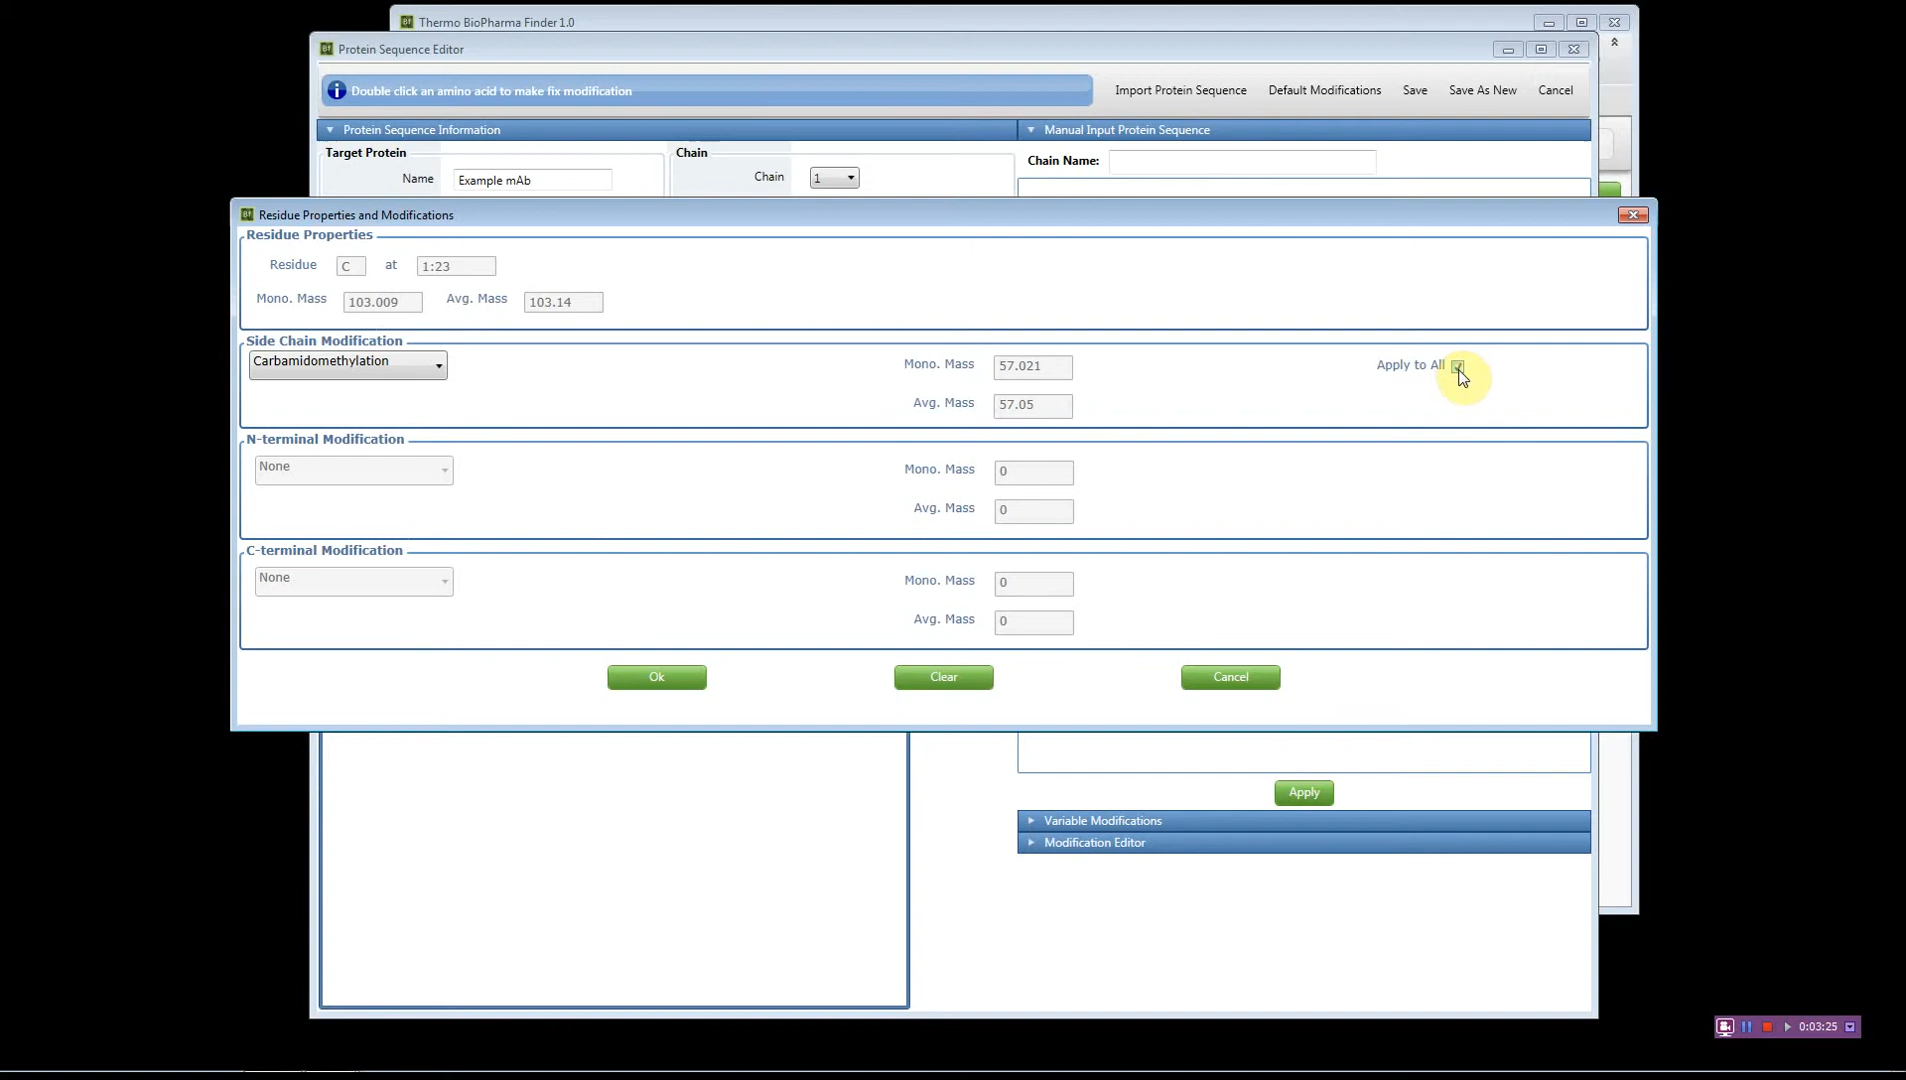 Thermo BioPharma Finder 1.0
Protein Sequence Editor
Double click an amino acid to make fix modification
Import Protein Sequence Default Modifications Save Save As New Cancel
Protein Sequence Information Manual Input Protein Sequence
Target Protein Chain Chain Name:
Name Example mAb Chain 1
Residue Properties and Modifications
Residue Properties
Residue C at 1:23
Mono. Mass 103.009 Avg. Mass 103.14
Side Chain Modification
Carbamidomethylation Mono. Mass 57.021 Apply to All
Avg. Mass 57.05
N-terminal Modification
None Mono. Mass 0
Avg. Mass 0
C-terminal Modification
None Mono. Mass 0
Avg. Mass 0
Ok Clear Cancel
Apply
Variable Modifications
Modification Editor
0:03:25